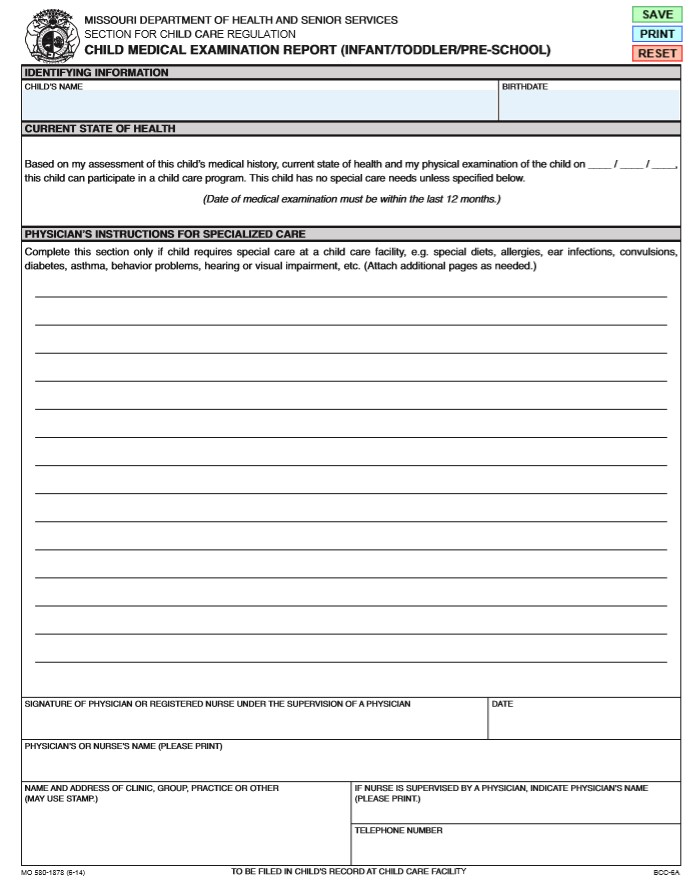 MISSOURI DEPARTMENT OF HEALTH AND SENIOR SERVICES
SECTION FOR CHILD CARE REGULATION
CHILD MEDICAL EXAMINATION REPORT (INFANT/TODDLER/PRE-SCHOOL)
SAVE
PRINT
RESET
IDENTIFYING INFORMATION
CHILD'S NAME
BIRTHDATE
CURRENT STATE OF HEALTH
Based on my assessment of this child's medical history, current state of health and my physical examination of the child on ____ / ____ / ____,
this child can participate in a child care program. This child has no special care needs unless specified below.
(Date of medical examination must be within the last 12 months.)
PHYSICIAN'S INSTRUCTIONS FOR SPECIALIZED CARE
Complete this section only if child requires special care at a child care facility, e.g. special diets, allergies, ear infections, convulsions,
diabetes, asthma, behavior problems, hearing or visual impairment, etc. (Attach additional pages as needed.)
SIGNATURE OF PHYSICIAN OR REGISTERED NURSE UNDER THE SUPERVISION OF A PHYSICIAN
DATE
PHYSICIAN'S OR NURSE'S NAME (PLEASE PRINT)
NAME AND ADDRESS OF CLINIC, GROUP, PRACTICE OR OTHER
(MAY USE STAMP.)
IF NURSE IS SUPERVISED BY A PHYSICIAN, INDICATE PHYSICIAN'S NAME
(PLEASE PRINT.)
TELEPHONE NUMBER
MO 580-1878 (6-14)
TO BE FILED IN CHILD'S RECORD AT CHILD CARE FACILITY
BCC-6A